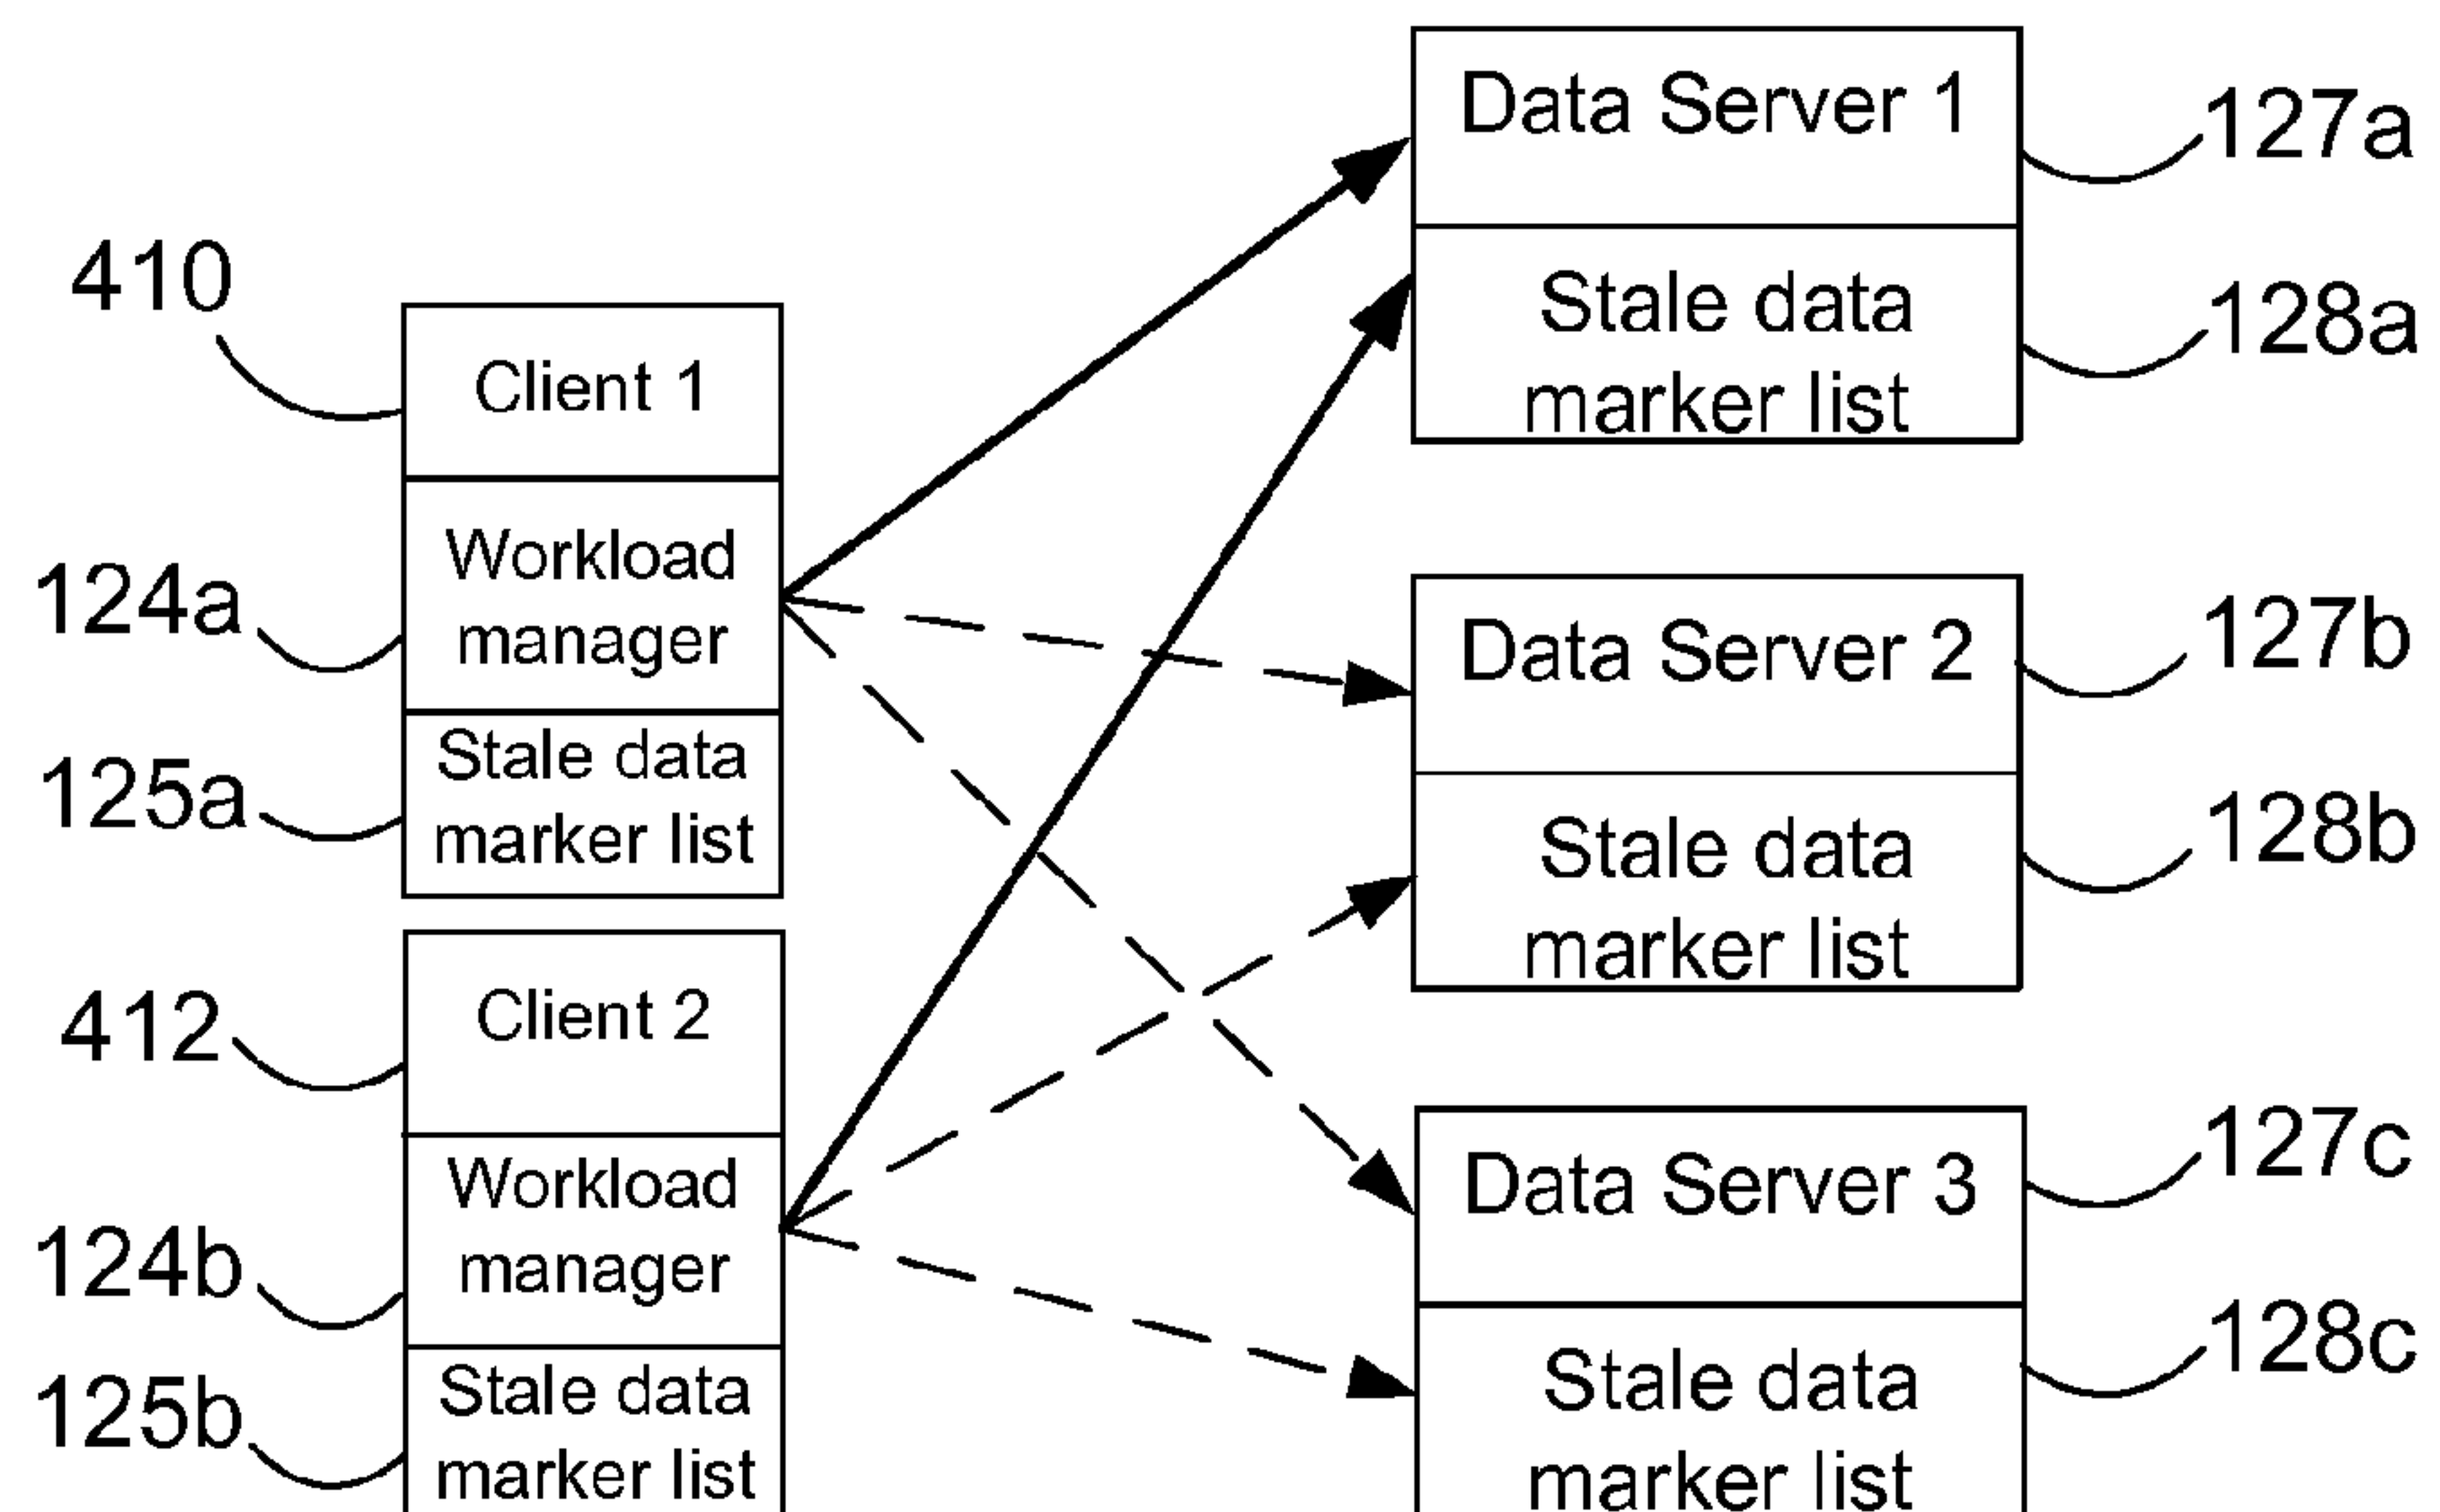 410
Client 1
124a
Workload
manager
125a
Stale data
marker list
412
Client 2
124b
Workload
manager
125b
Stale data
marker list
Data Server 1
127a
Stale data
marker list
128a
Data Server 2
127b
Stale data
marker list
128b
Data Server 3
127c
Stale data
marker list
128c